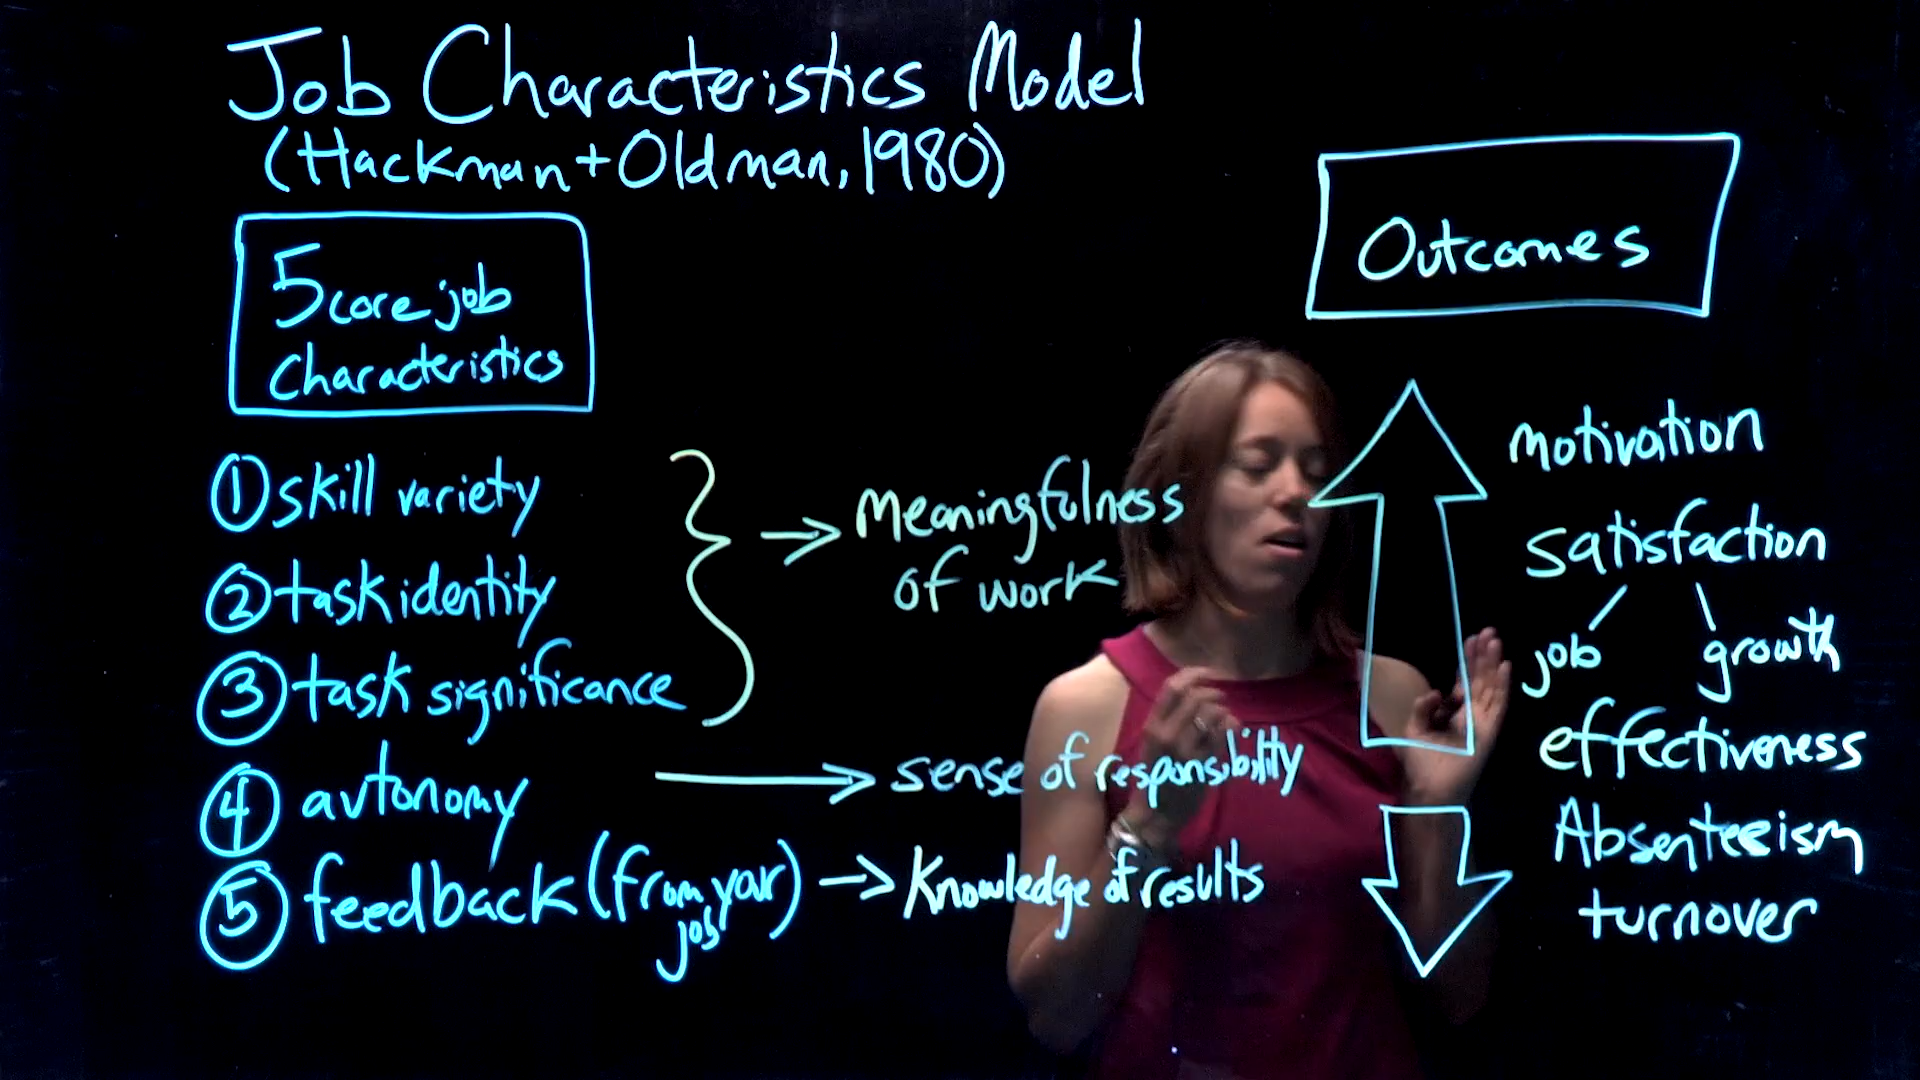 Job Characteristics Model
(Hackman + Oldman, 1980)
5 core job
characteristics
① skill variety
② task identity
③ task significance
④ autonomy
⑤ feedback (from your
job)
→ Meaningfulness
of work
→ sense of responsibility
→ Knowledge of results
Outcomes
motivation
satisfaction
job growth
effectiveness
Absenteeism
turnover